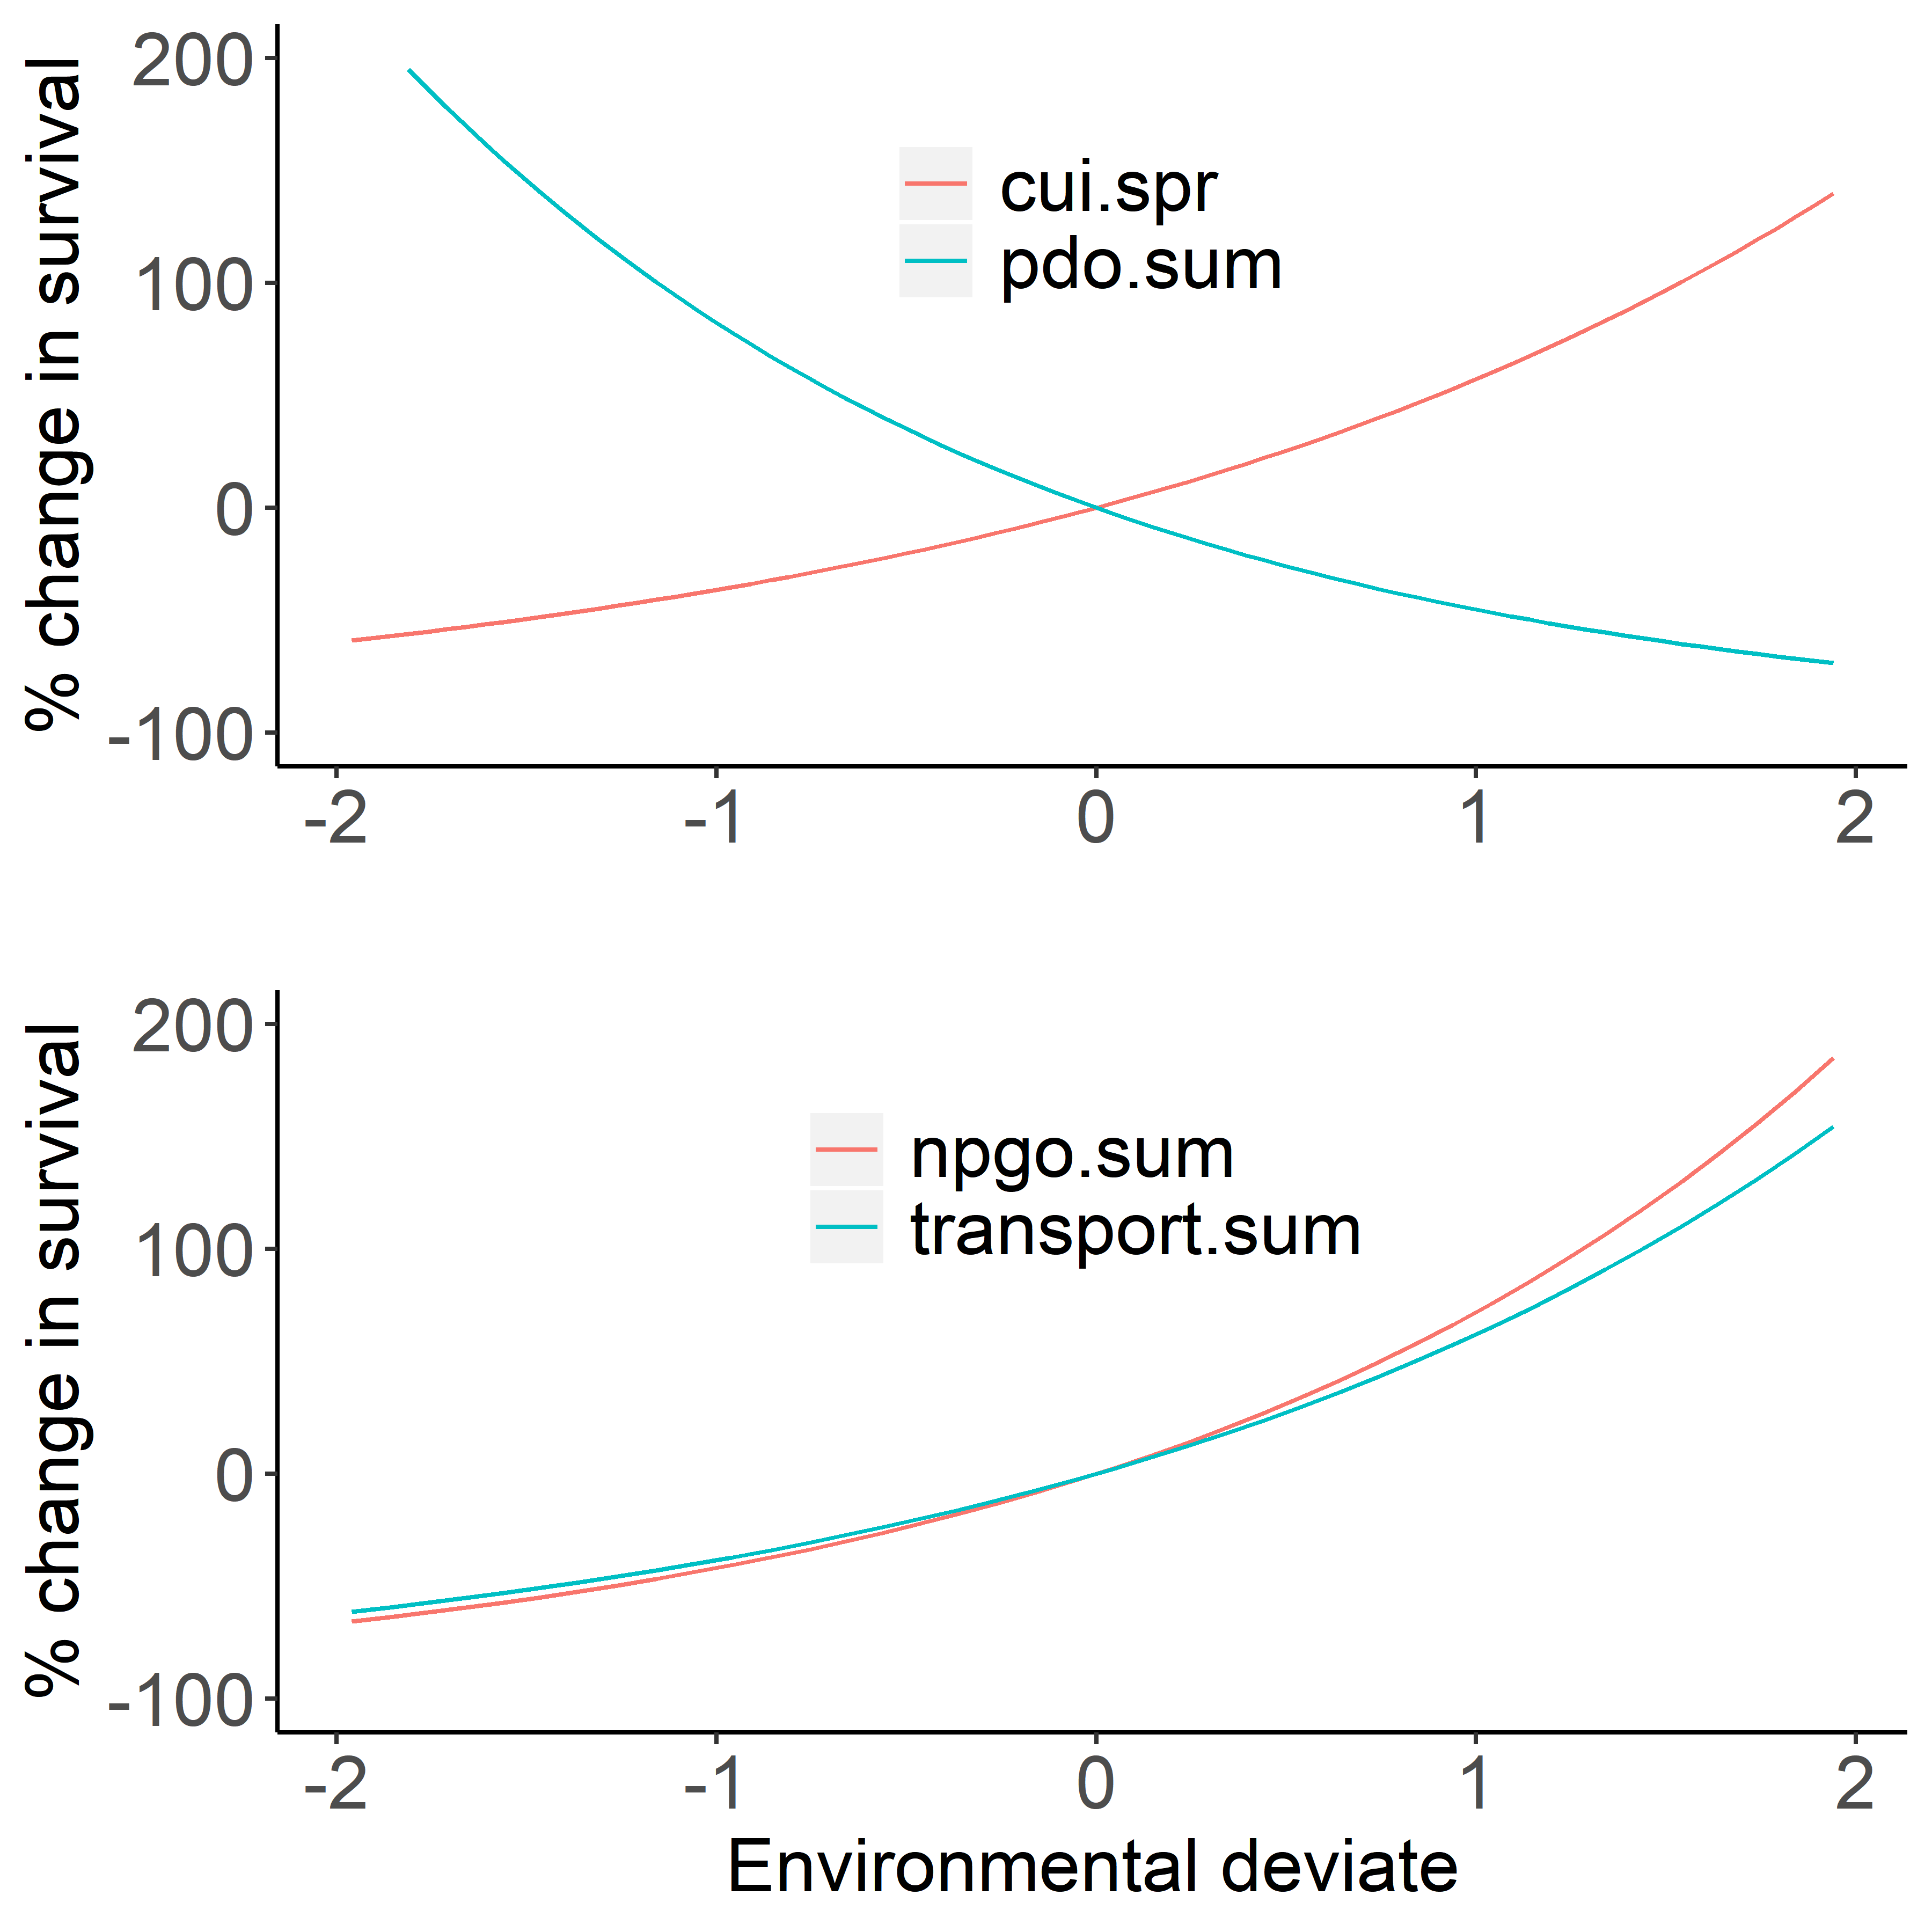 % change in survival
200
100
0
-100
cui.spr
pdo.sum
-2 -1 0 1 2
% change in survival
200
100
0
-100
npgo.sum
transport.sum
-2 -1 0 1 2
Environmental deviate